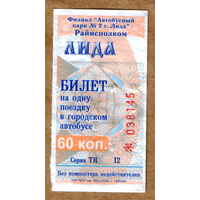 Филиал "Автобусный
парк № 2 г. Лида"
Райисполком
ЛИДА
БИЛЕТ
на одну
поездку
в городском
автобусе
60 коп.
Серия ТЯ 12
Без компостера недействителен
№ 038145